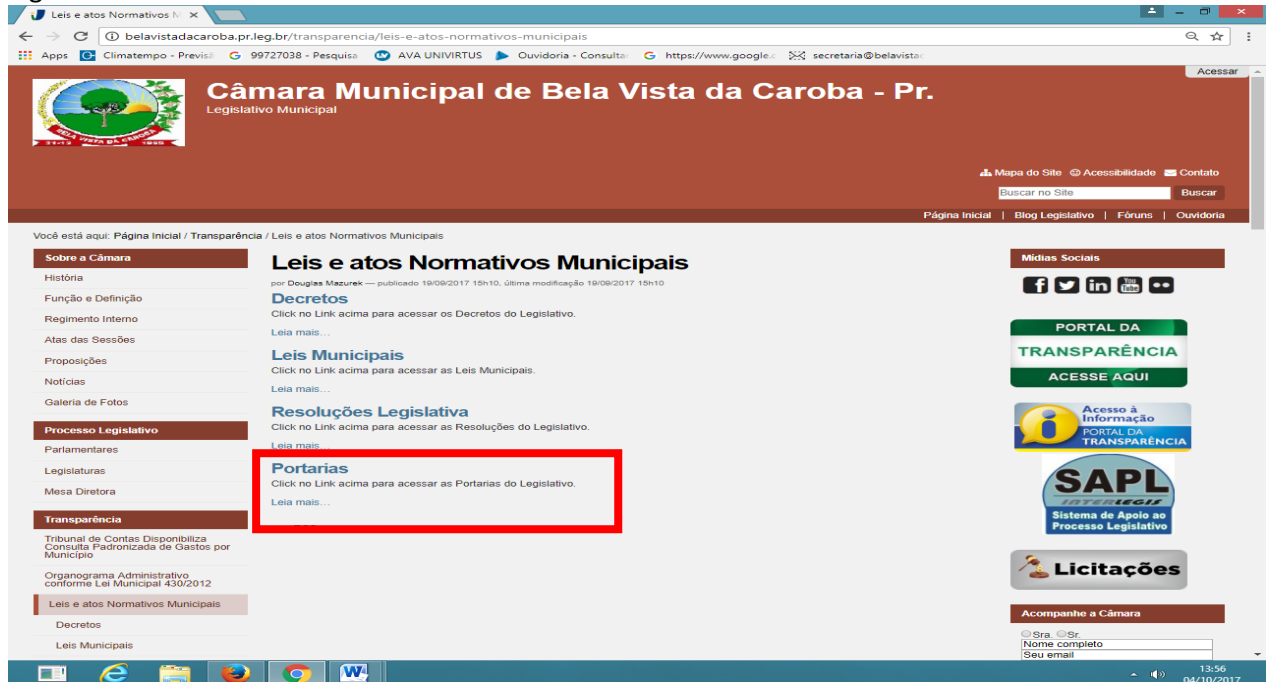 Leis e atos Normativos M
belavistadacaroba.pr.leg.br/transparencia/leis-e-atos-normativos-municipais
Apps Climatempo - Previsã 99727038 - Pesquisa AVA UNIVIRTUS Ouvidoria - Consultar https://www.google.c secretaria@belavistac
Acessar
Câmara Municipal de Bela Vista da Caroba - Pr.
Legislativo Municipal
Mapa do Site Acessibilidade Contato
Buscar no Site Buscar
Página Inicial | Blog Legislativo | Fóruns | Ouvidoria
Você está aqui: Página Inicial / Transparência / Leis e atos Normativos Municipais
Sobre a Câmara
História
Função e Definição
Regimento Interno
Atas das Sessões
Proposições
Notícias
Galeria de Fotos
Processo Legislativo
Parlamentares
Legislaturas
Mesa Diretora
Transparência
Tribunal de Contas Disponibiliza
Consulta Padronizada de Gastos por
Município
Organograma Administrativo
conforme Lei Municipal 430/2012
Leis e atos Normativos Municipais
Decretos
Leis Municipais
Leis e atos Normativos Municipais
por Douglas Mazurek — publicado 19/09/2017 15h10, última modificação 19/09/2017 15h10
Decretos
Click no Link acima para acessar os Decretos do Legislativo.
Leia mais…
Leis Municipais
Click no Link acima para acessar as Leis Municipais.
Leia mais…
Resoluções Legislativa
Click no Link acima para acessar as Resoluções do Legislativo.
Leia mais…
Portarias
Click no Link acima para acessar as Portarias do Legislativo.
Leia mais…
Mídias Sociais
PORTAL DA
TRANSPARÊNCIA
ACESSE AQUI
Acesso à
Informação
PORTAL DA
TRANSPARÊNCIA
SAPL
INTERLEGIS
Sistema de Apoio ao
Processo Legislativo
Licitações
Acompanhe a Câmara
Sra. Sr.
Nome completo
Seu email
13:56
04/10/2017